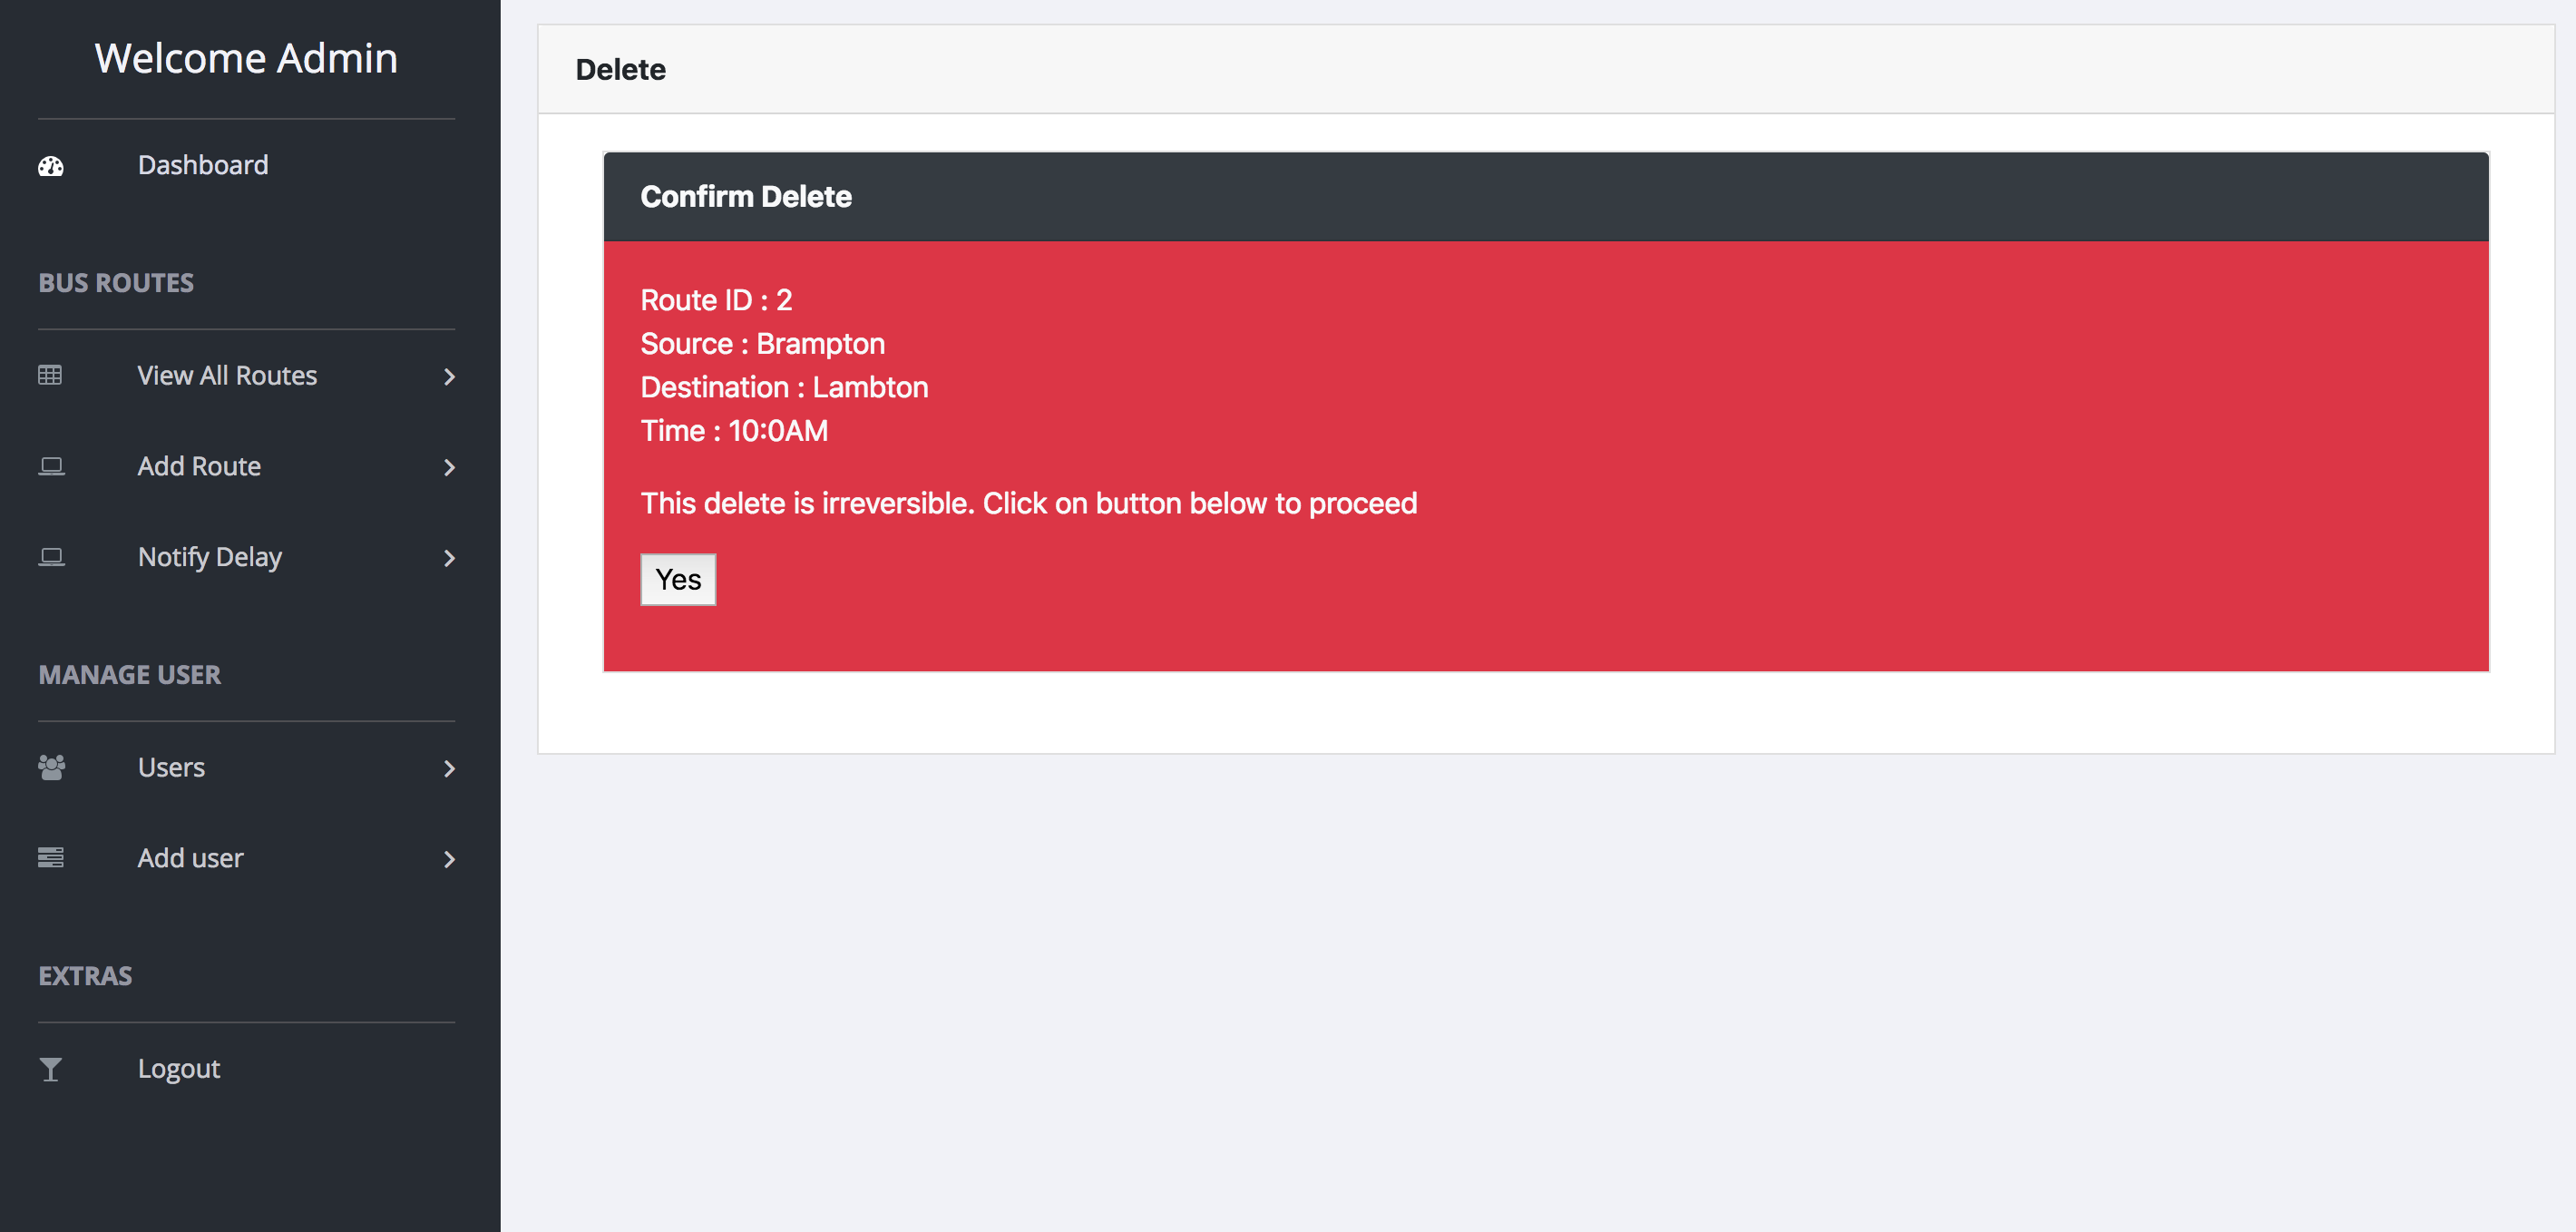 Welcome Admin
Dashboard
BUS ROUTES
View All Routes
Add Route
Notify Delay
MANAGE USER
Users
Add user
EXTRAS
Logout
Delete
Confirm Delete
Route ID : 2
Source : Brampton
Destination : Lambton
Time : 10:0AM
This delete is irreversible. Click on button below to proceed
Yes